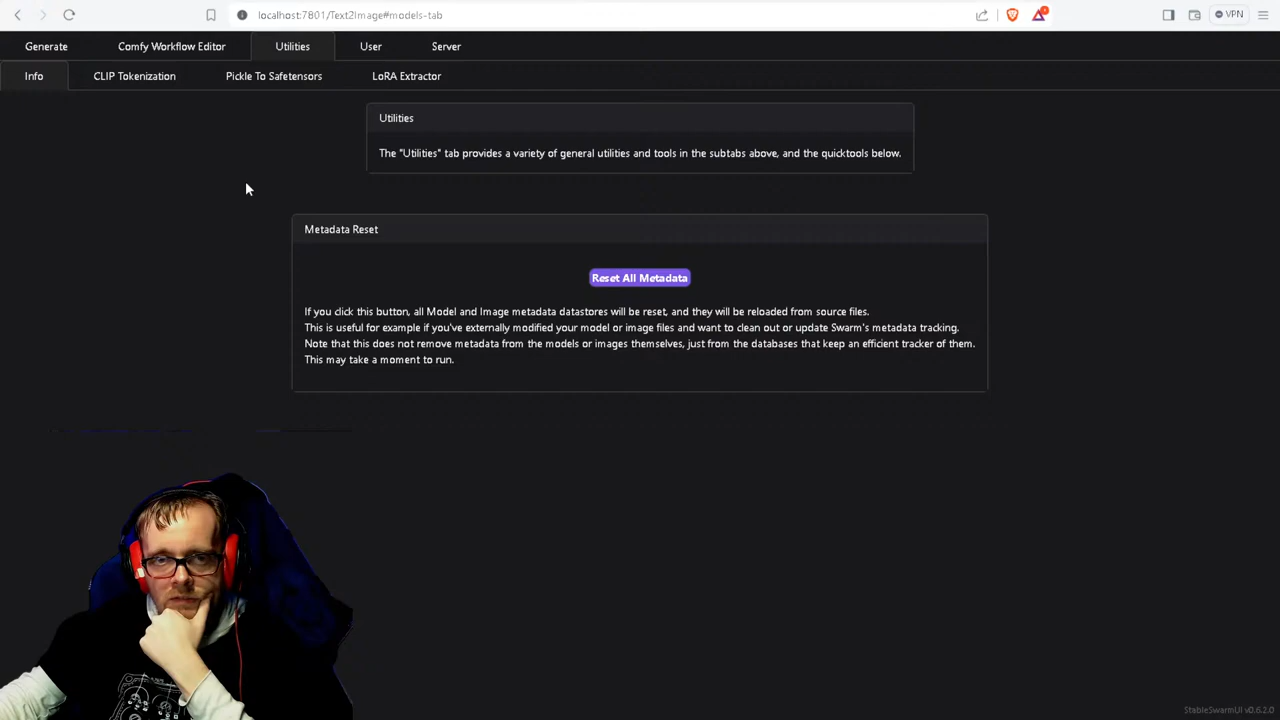 localhost:7801/Text2Image#models-tab
VPN
Generate
Comfy Workflow Editor
Utilities
User
Server
Info
CLIP Tokenization
Pickle To Safetensors
LoRA Extractor
Utilities
The "Utilities" tab provides a variety of general utilities and tools in the subtabs above, and the quicktools below.
Metadata Reset
Reset All Metadata
If you click this button, all Model and Image metadata datastores will be reset, and they will be reloaded from source files.
This is useful for example if you've externally modified your model or image files and want to clean out or update Swarm's metadata tracking.
Note that this does not remove metadata from the models or images themselves, just from the databases that keep an efficient tracker of them.
This may take a moment to run.
StableSwarmUI v0.6.2.0